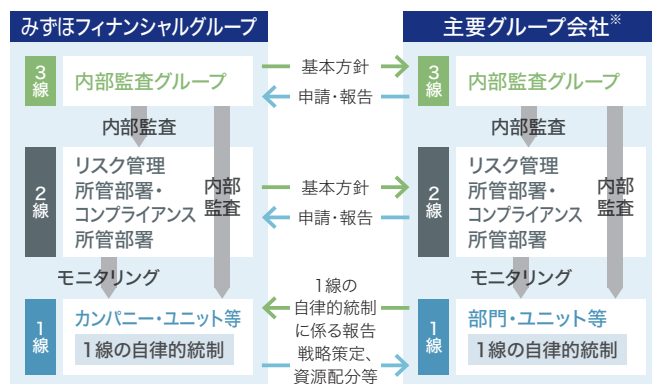 みずほフィナンシャルグループ
3線
内部監査グループ
内部監査
2線
リスク管理
所管部署・
コンプライアンス
所管部署
内部
監査
モニタリング
1線
カンパニー・ユニット等
1線の自律的統制
基本方針
申請・報告
基本方針
申請・報告
1線の
自律的統制
に係る報告
戦略策定、
資源配分等
主要グループ会社※
3線
内部監査グループ
内部監査
2線
リスク管理
所管部署・
コンプライアンス
所管部署
内部
監査
モニタリング
1線
部門・ユニット等
1線の自律的統制